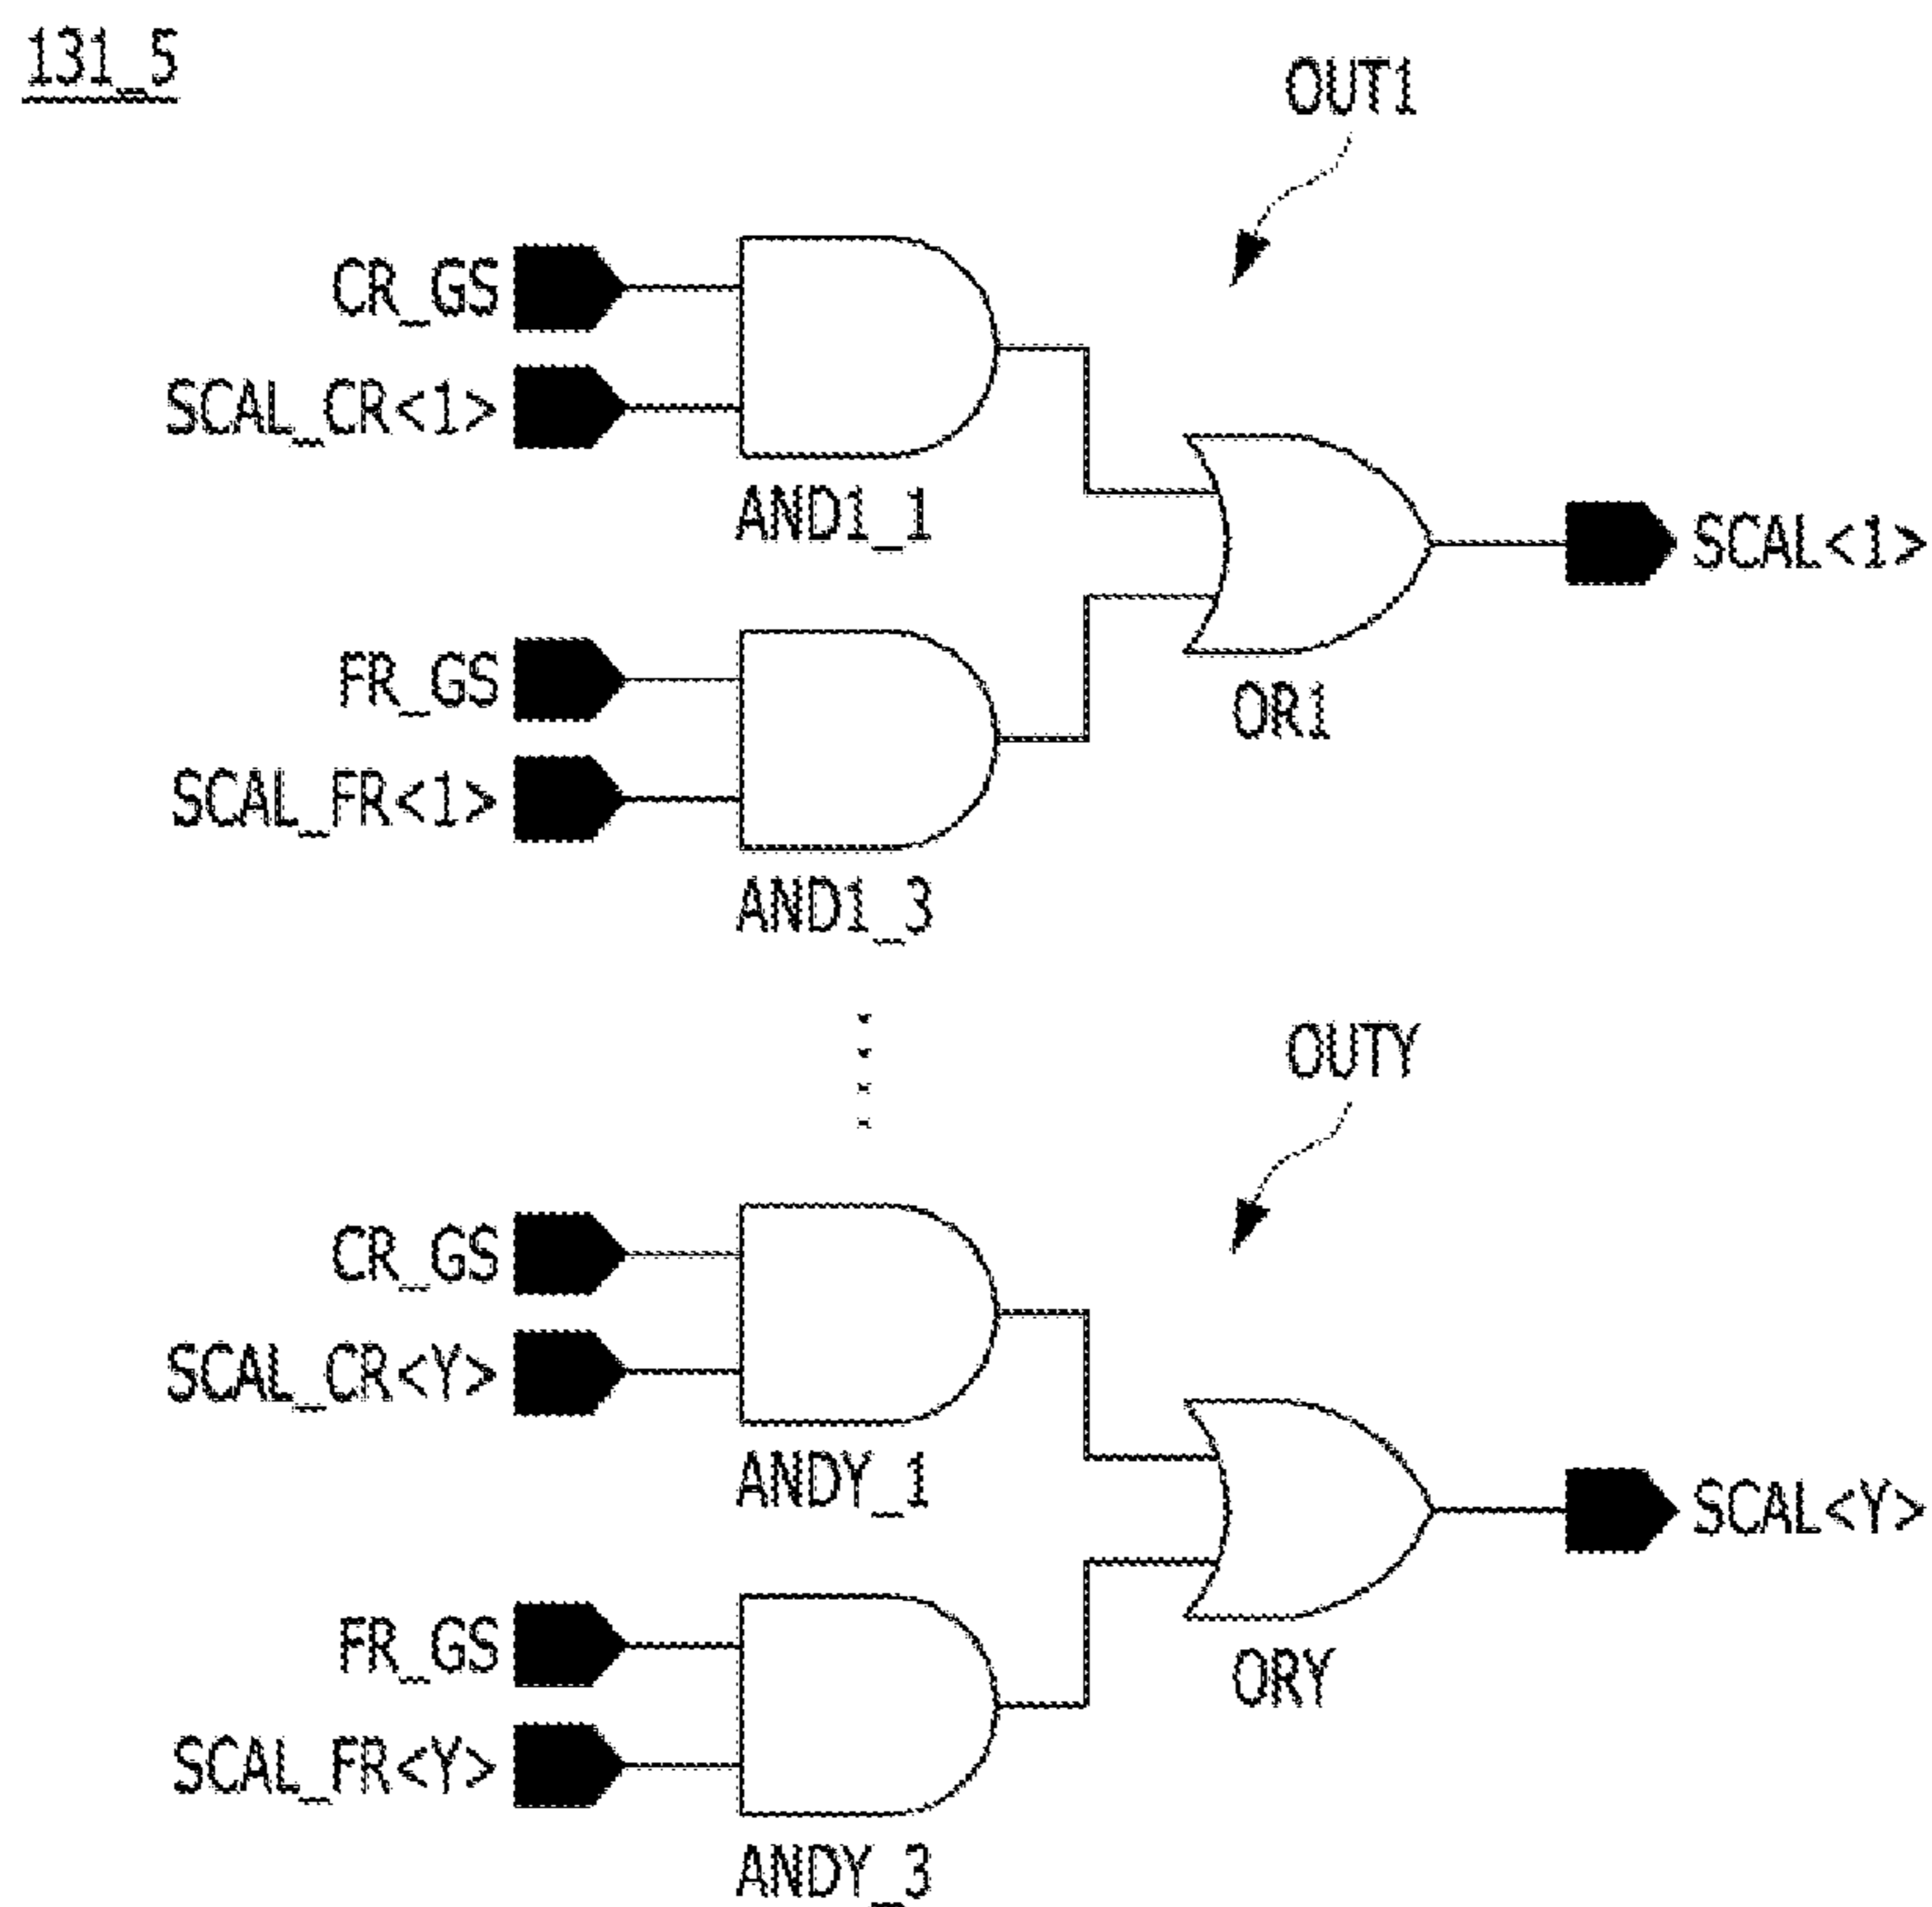 131_5
OUT1
CR_GS
SCAL_CR<1>
AND1_1
SCAL<1>
FR_GS
OR1
SCAL_FR<1>
AND1_3
OUTY
CR_GS
SCAL_CR<Y>
ANDY_1
SCAL<Y>
FR_GS
ORY
SCAL_FR<Y>
ANDY_3